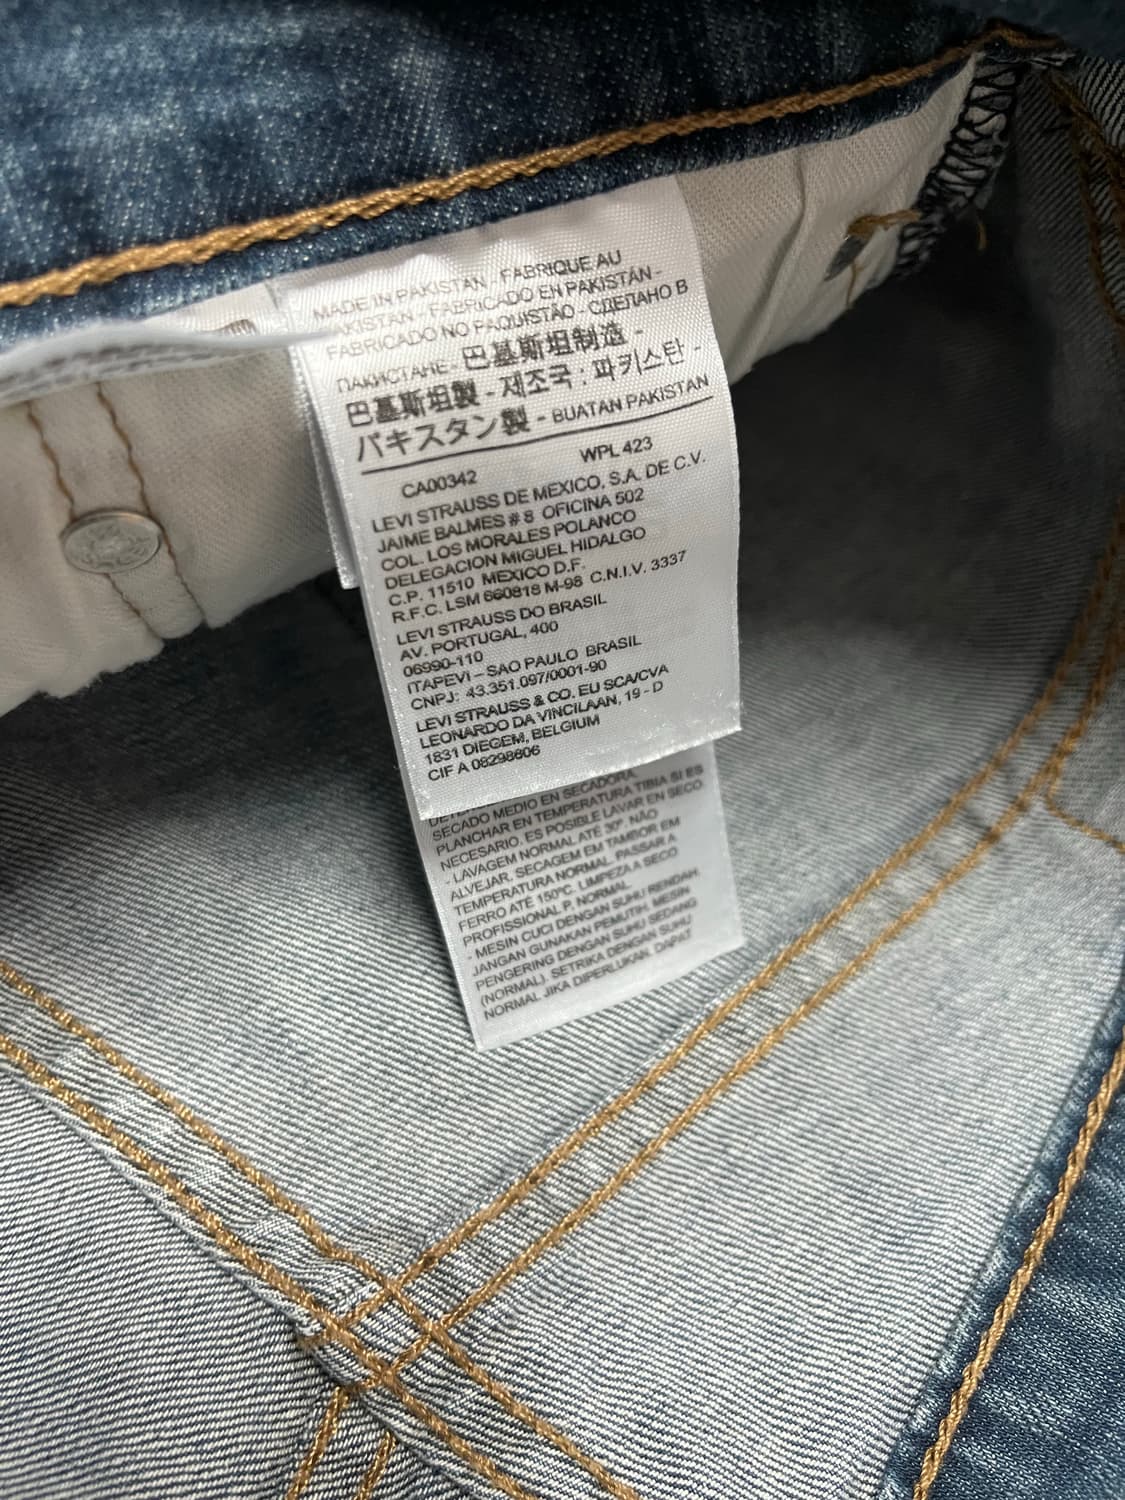 MADE IN PAKISTAN - FABRIQUE AU
PAKISTAN - FABRICADO EN PAKISTÁN -
FABRICADO NO PAQUISTÃO - СДЕЛАНО В
ПАКИСТАНЕ - 巴基斯坦制造 -
巴基斯坦製 - 제조국 : 파키스탄 -
パキスタン製 - BUATAN PAKISTAN
CA00342 WPL 423
LEVI STRAUSS DE MEXICO, S.A. DE C.V.
JAIME BALMES # 8 OFICINA 502
COL. LOS MORALES POLANCO
DELEGACION MIGUEL HIDALGO
C.P. 11510 MEXICO D.F.
R.F.C. LSM 660818 M-98 C.N.I.V. 3337
LEVI STRAUSS DO BRASIL
AV. PORTUGAL, 400
06990-110
ITAPEVI – SAO PAULO BRASIL
CNPJ: 43.351.097/0001-90
LEVI STRAUSS & CO. EU SCA/CVA
LEONARDO DA VINCILAAN, 19 - D
1831 DIEGEM, BELGIUM
CIF A 08298606
SECADORA,
SECADO MEDIO EN TEMPERATURA TIBIA SI ES
PLANCHAR EN SECO
NECESARIO. ES POSIBLE LAVAR EN SECO.
- LAVAGEM NORMAL ATÉ 30º. NÃO
ALVEJAR. SECAGEM EM TAMBOR EM
TEMPERATURA NORMAL. PASSAR A
FERRO ATÉ 150ºC. LIMPEZA A SECO
PROFISSIONAL P. NORMAL.
- MESIN CUCI DENGAN SUHU RENDAH.
JANGAN GUNAKAN PEMUTIH. MESIN
PENGERING DENGAN SUHU SEDANG
(NORMAL). SETRIKA DENGAN SUHU
NORMAL JIKA DIPERLUKAN. DAPAT